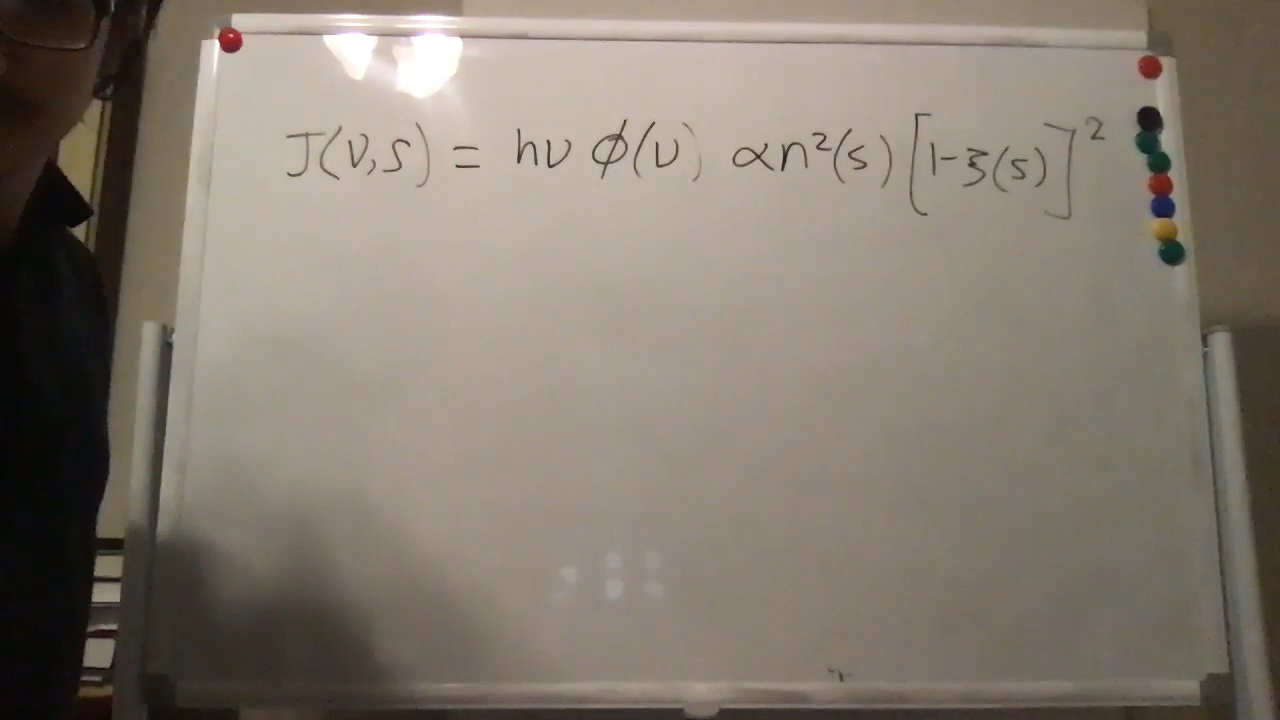 J(ν,s) = hν ϕ(ν) αn²(s) [1-ξ(s)]²